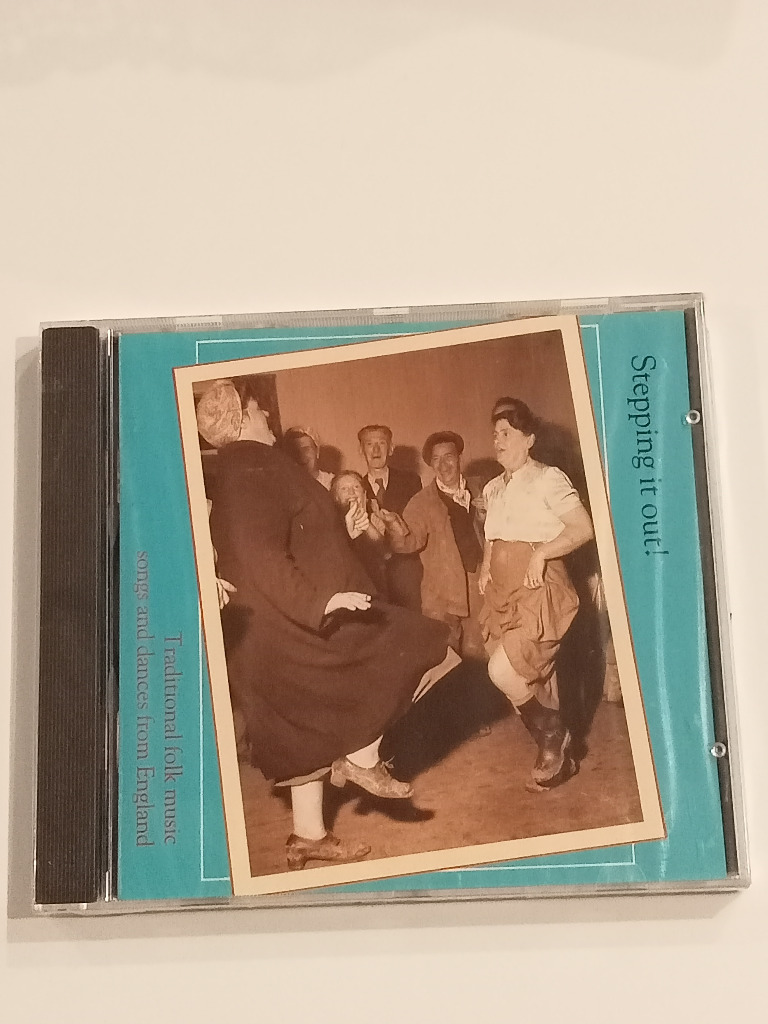 Stepping it out!
Traditional folk music
songs and dances from England